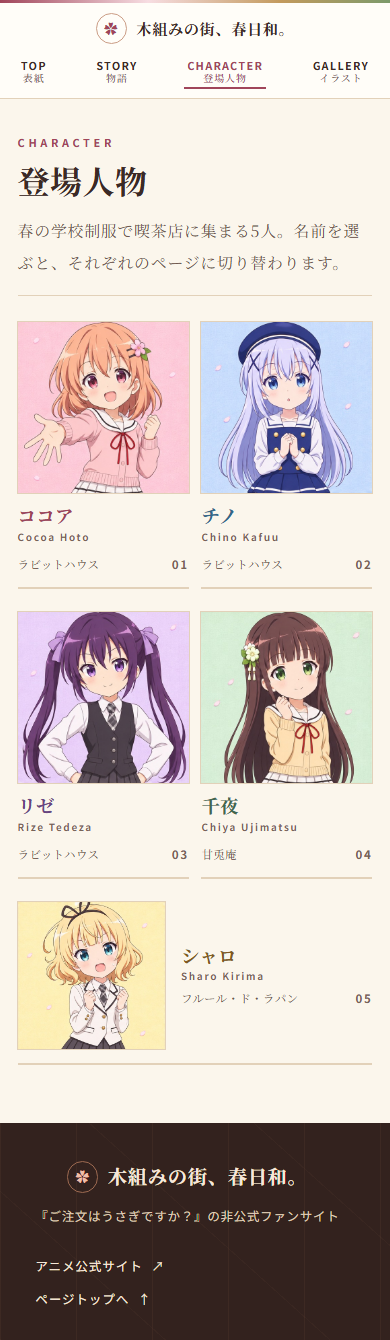 木組みの街、春日和。
TOP
表紙
STORY
物語
CHARACTER
登場人物
GALLERY
イラスト
CHARACTER
登場人物
春の学校制服で喫茶店に集まる5人。名前を選
ぶと、それぞれのページに切り替わります。
ココア
Cocoa Hoto
ラビットハウス 01
チノ
Chino Kafuu
ラビットハウス 02
リゼ
Rize Tedeza
ラビットハウス 03
千夜
Chiya Ujimatsu
甘兎庵 04
シャロ
Sharo Kirima
フルール・ド・ラパン 05
木組みの街、春日和。
『ご注文はうさぎですか？』の非公式ファンサイト
アニメ公式サイト ↗
ページトップへ ↑